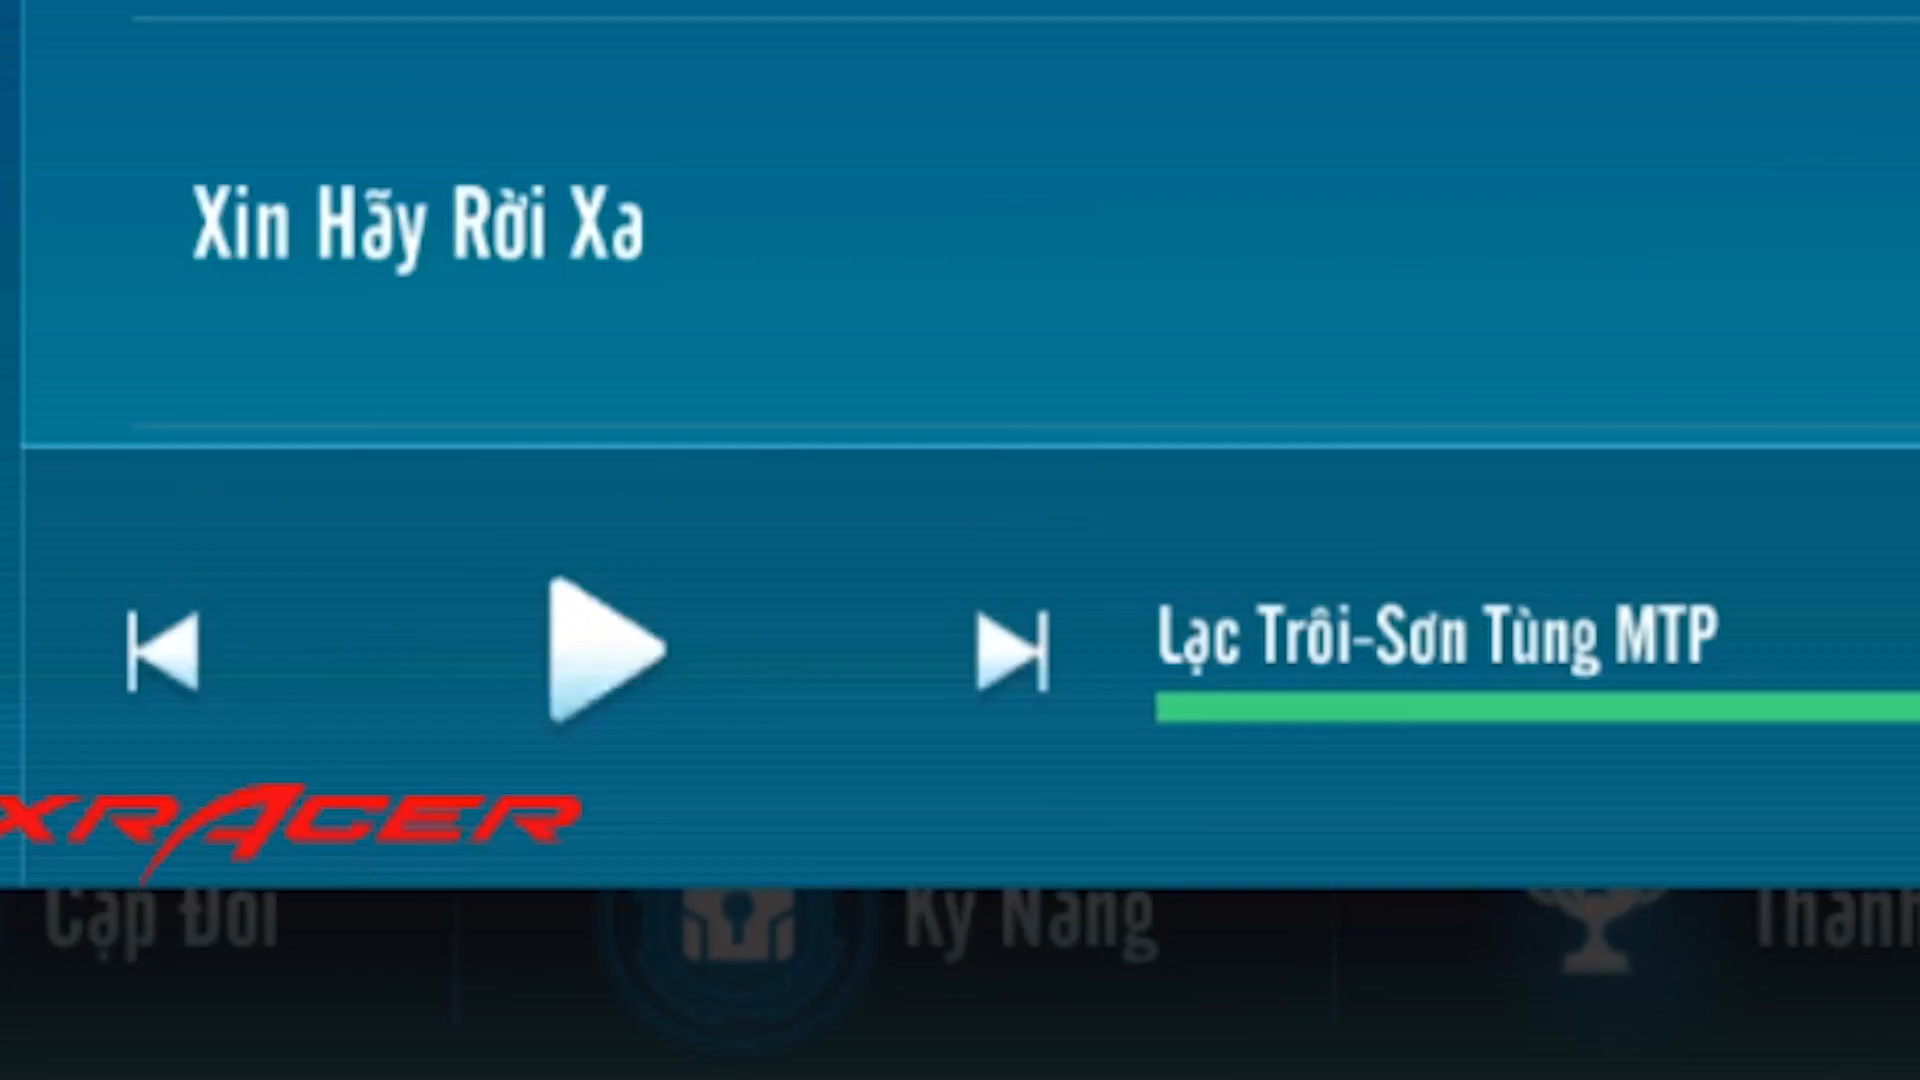 Xin Hãy Rời Xa
Lạc Trôi-Sơn Tùng MTP
XRACER
Cặp Đôi
Kỹ Năng